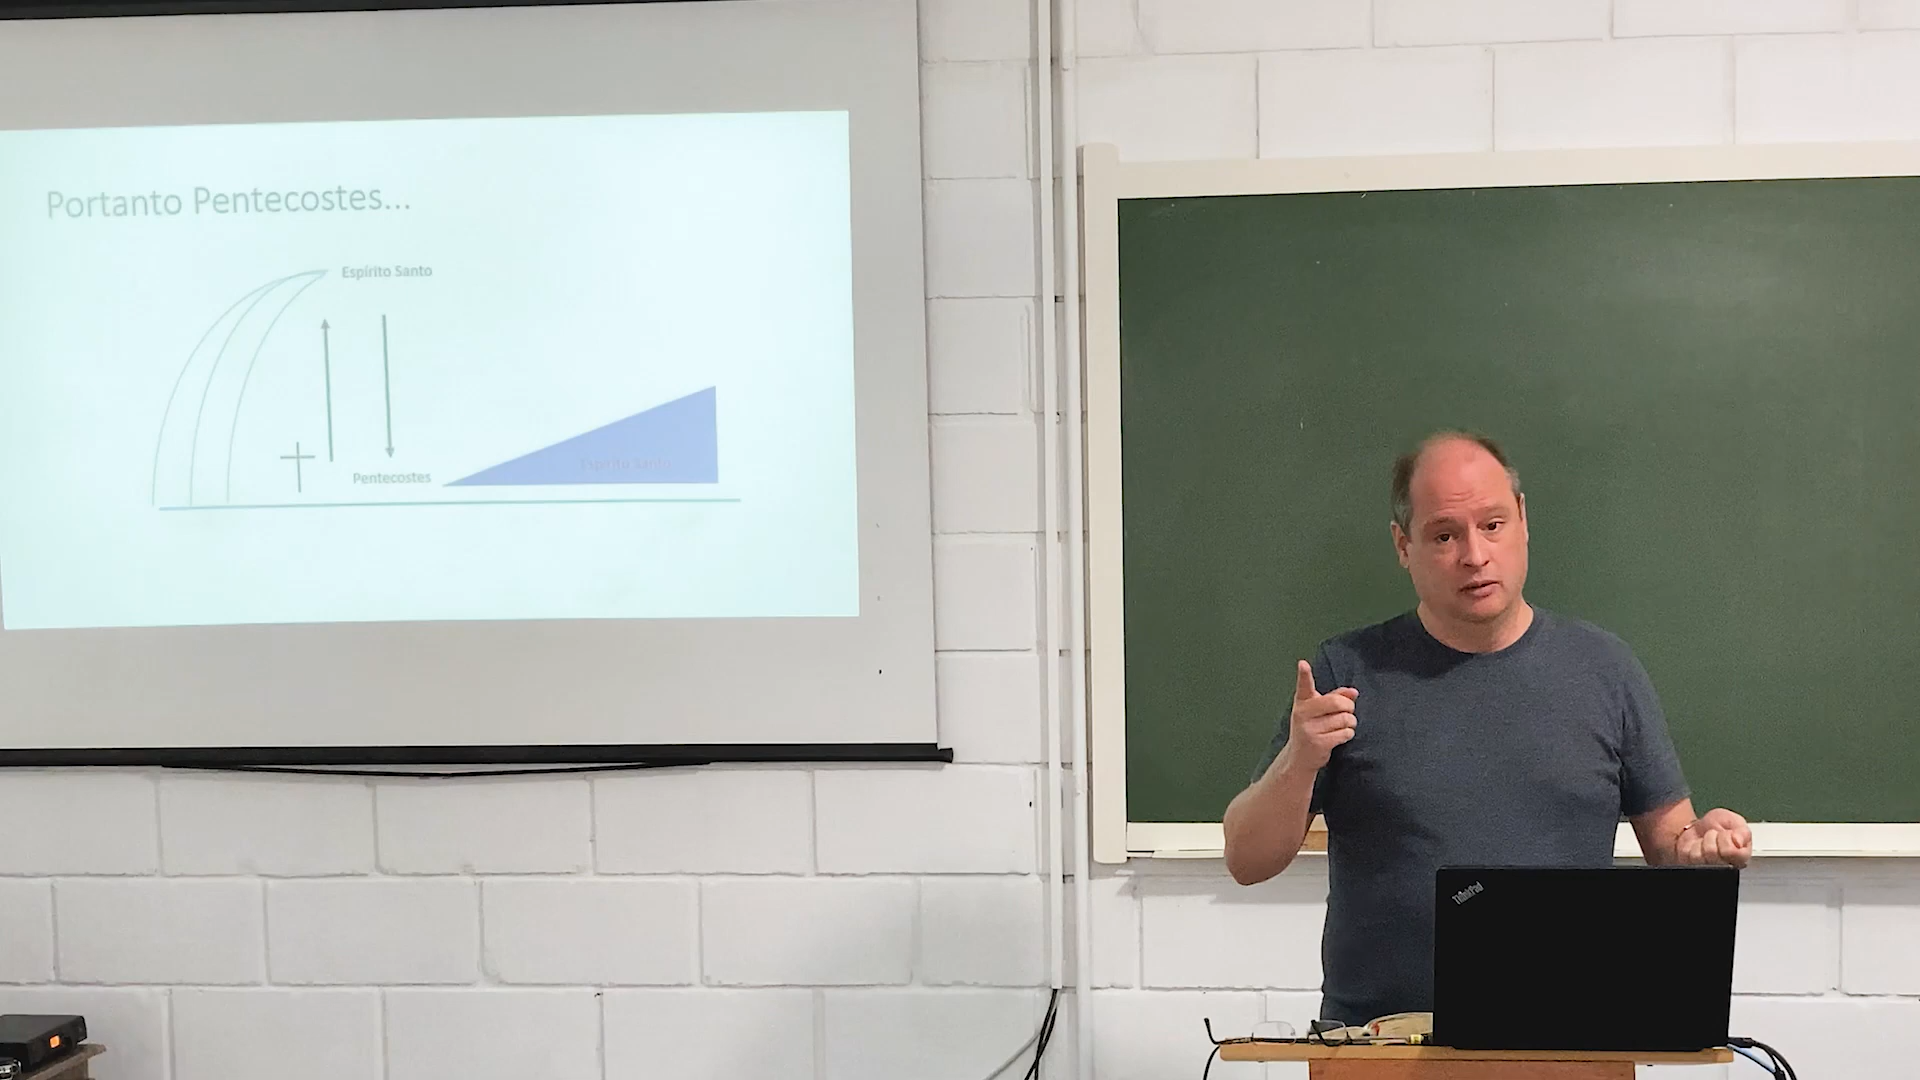 Portanto Pentecostes...
Espírito Santo
Pentecostes
Espírito Santo
ThinkPad